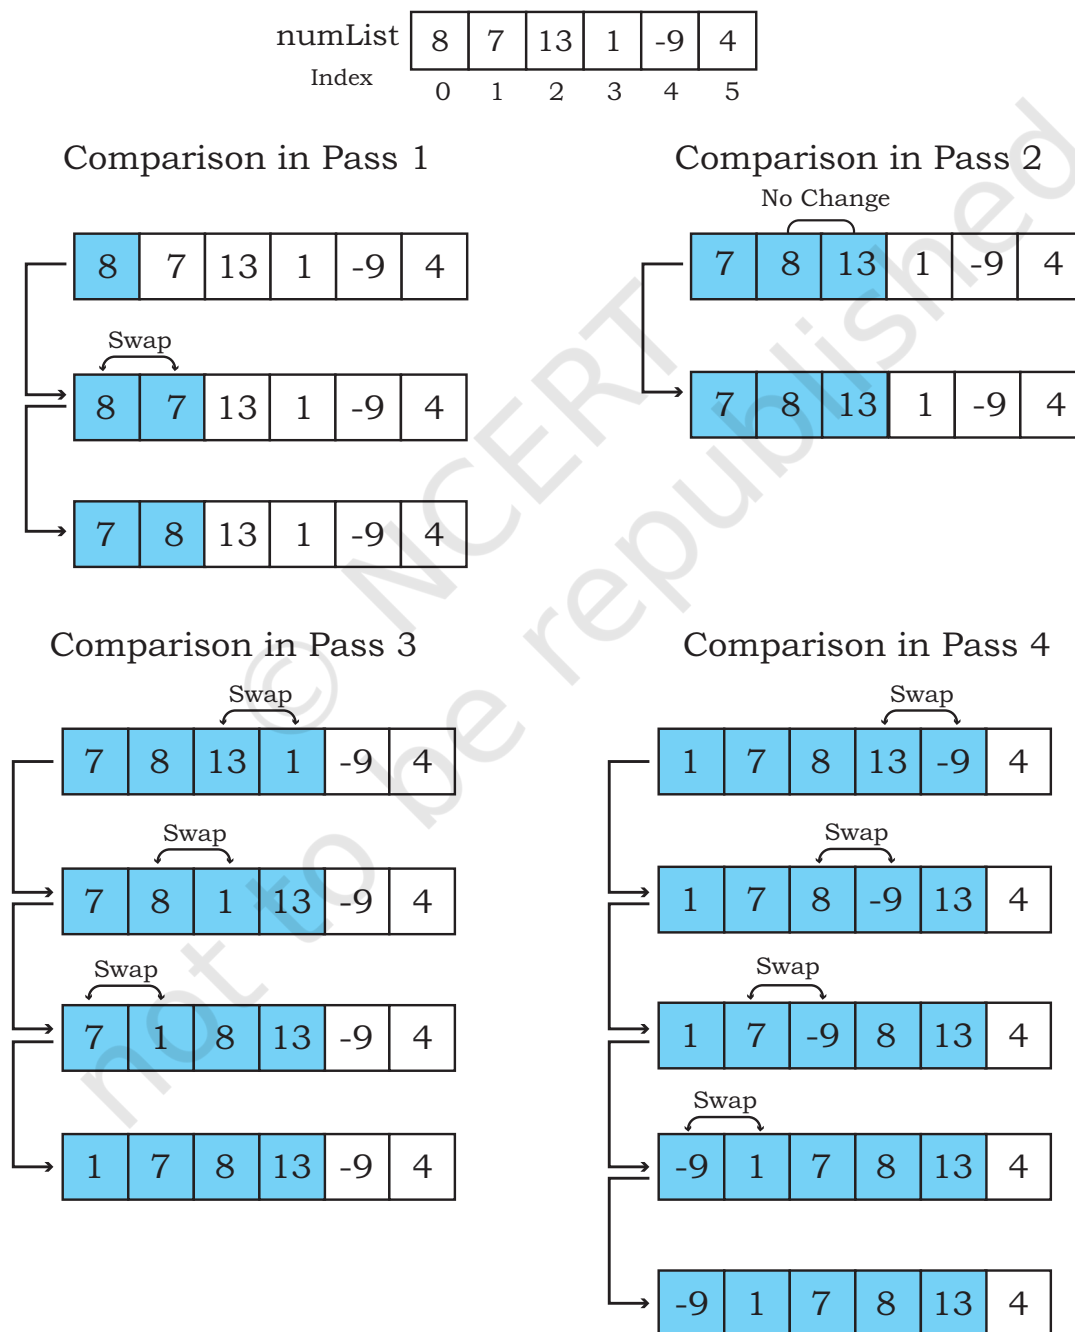 numList 8 7 13 1 -9 4
Index 0 1 2 3 4 5
Comparison in Pass 1
8 7 13 1 -9 4
Swap
8 7 13 1 -9 4
7 8 13 1 -9 4
Comparison in Pass 2
No Change
7 8 13 1 -9 4
7 8 13 1 -9 4
Comparison in Pass 3
Swap
7 8 13 1 -9 4
Swap
7 8 1 13 -9 4
Swap
7 1 8 13 -9 4
1 7 8 13 -9 4
Comparison in Pass 4
Swap
1 7 8 13 -9 4
Swap
1 7 8 -9 13 4
Swap
1 7 -9 8 13 4
Swap
-9 1 7 8 13 4
-9 1 7 8 13 4
© NCERT
not to be republished